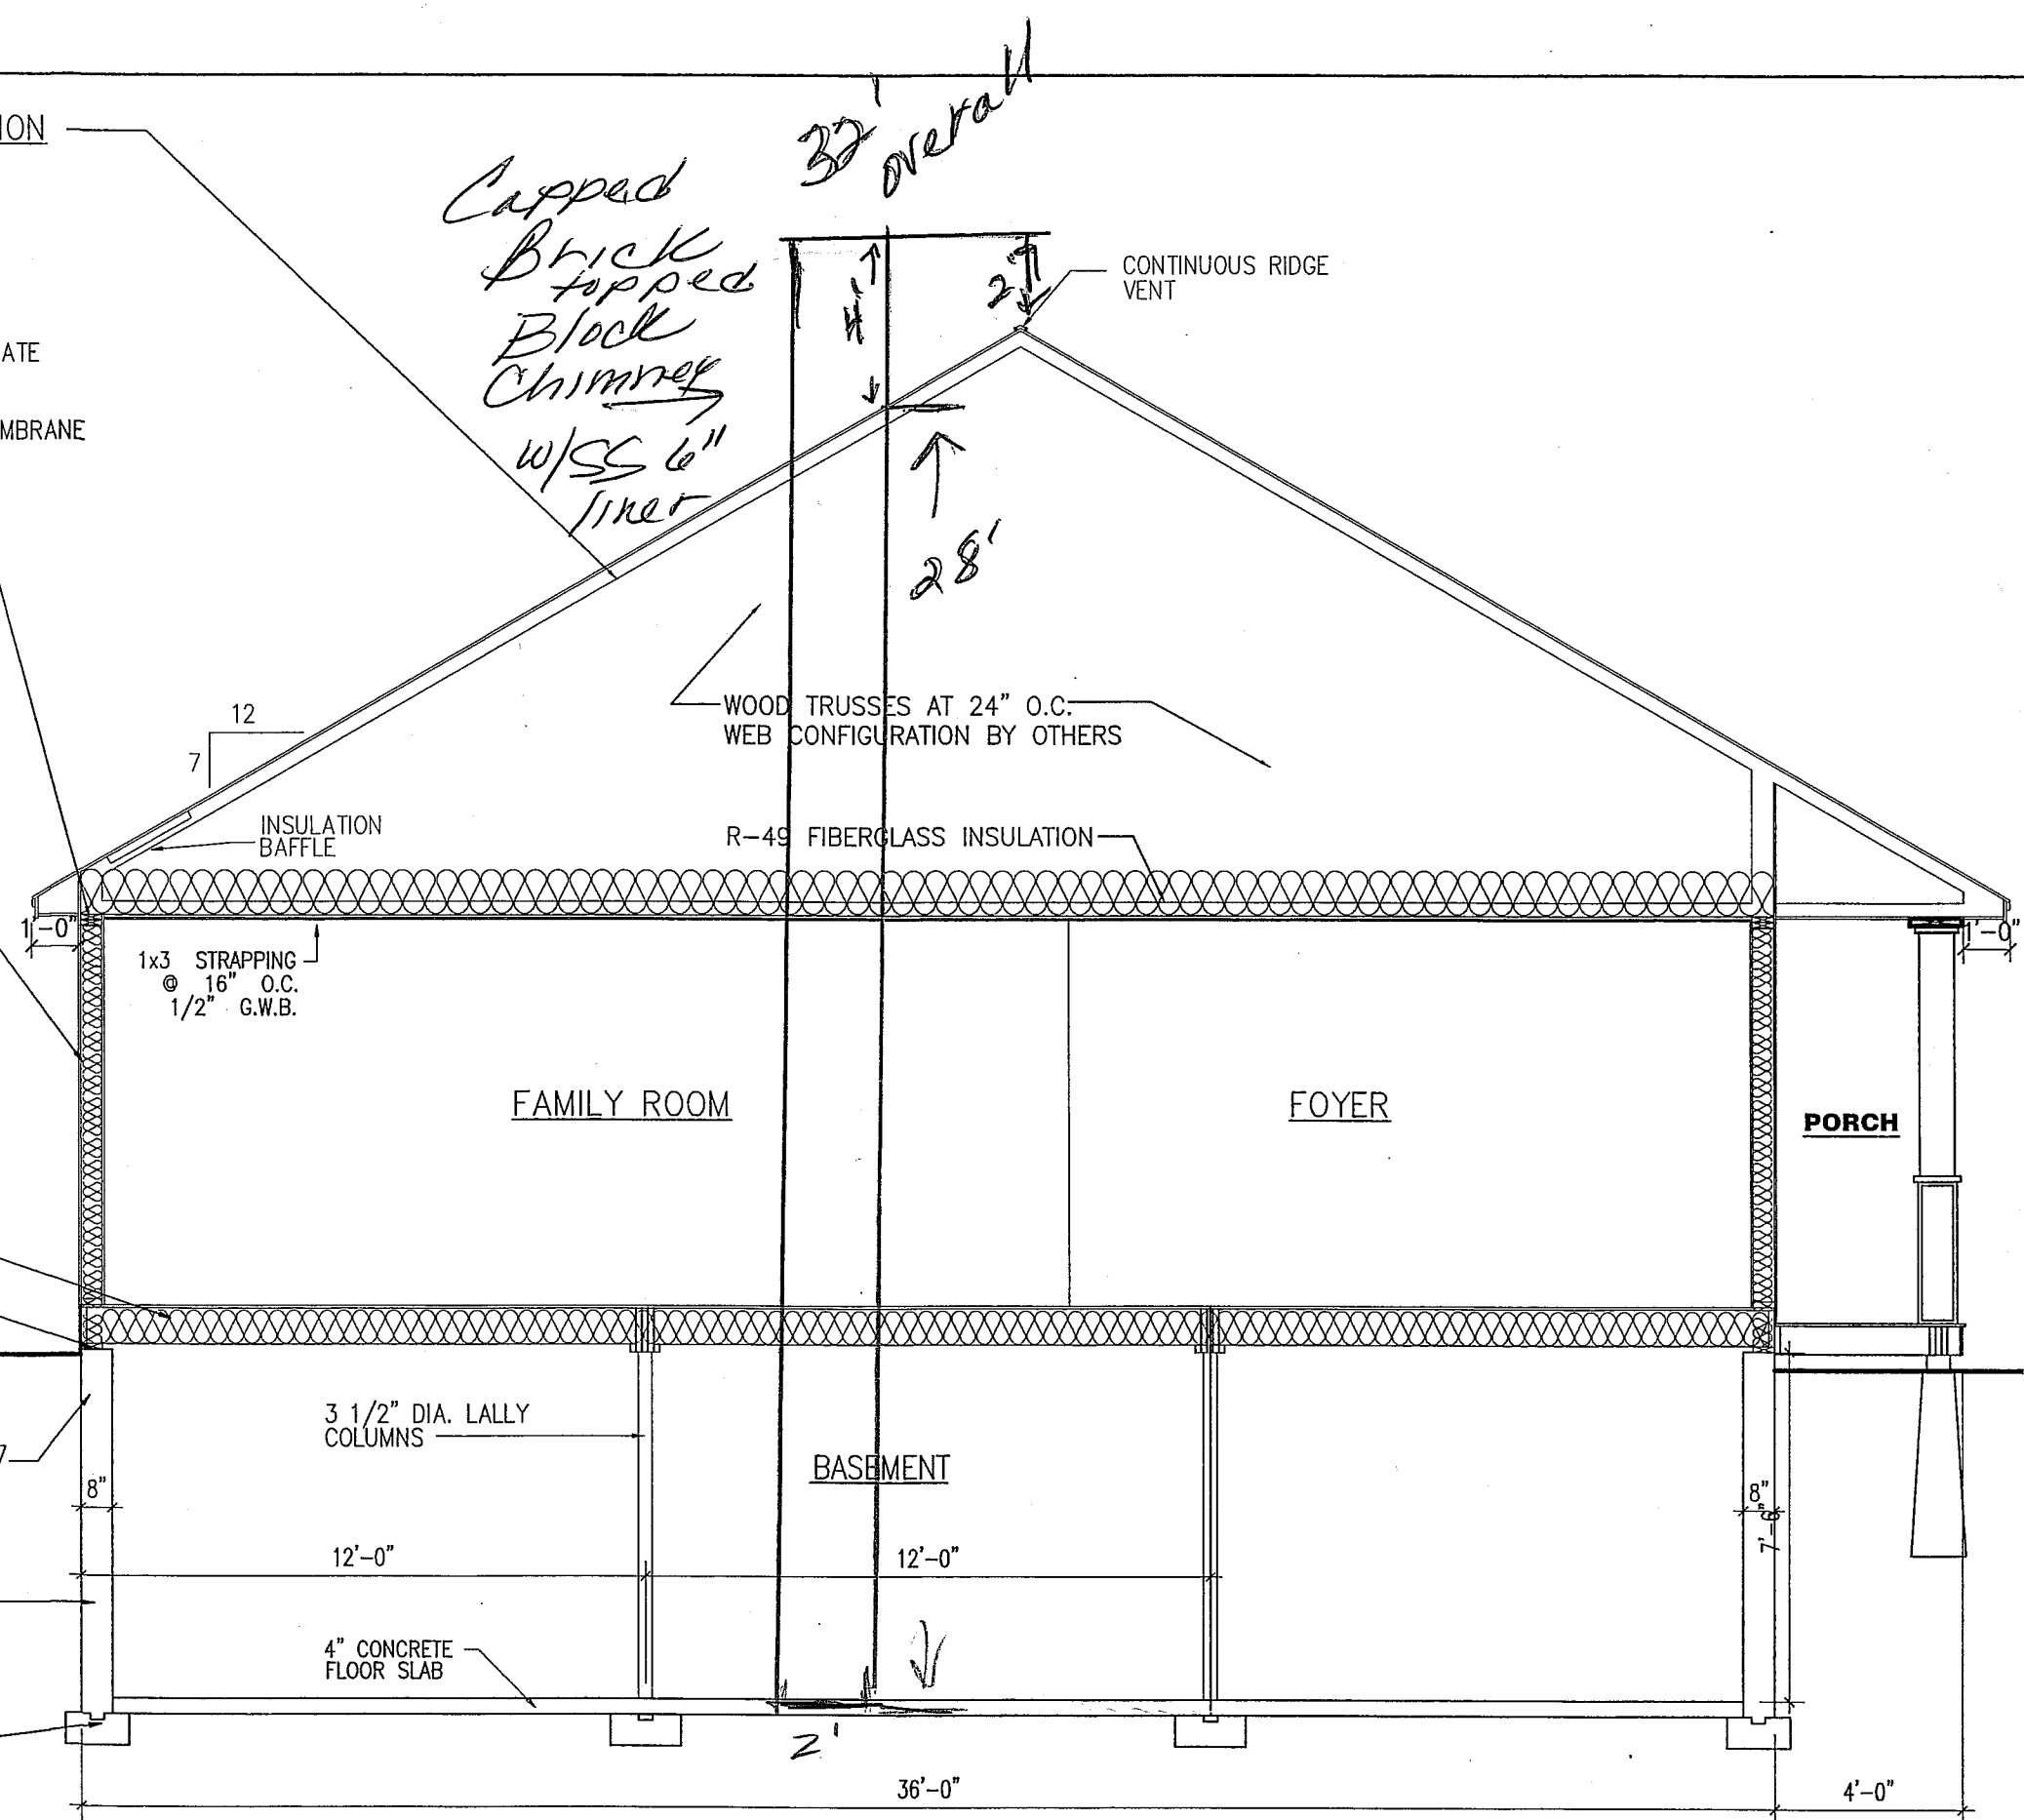 ION
32' overall
Capped
Brick
topped
Block
Chimney
W/SS 6"
liner
4'
2'
CONTINUOUS RIDGE
VENT
ATE
MBRANE
28'
WOOD TRUSSES AT 24" O.C.
WEB CONFIGURATION BY OTHERS
12
7
INSULATION
BAFFLE
R-49 FIBERGLASS INSULATION
1'-0"
1'-0"
1x3 STRAPPING
@ 16" O.C.
1/2" G.W.B.
FAMILY ROOM
FOYER
PORCH
3 1/2" DIA. LALLY
COLUMNS
BASEMENT
7
8"
8"
7'-6"
12'-0"
12'-0"
4" CONCRETE
FLOOR SLAB
2'
36'-0"
4'-0"